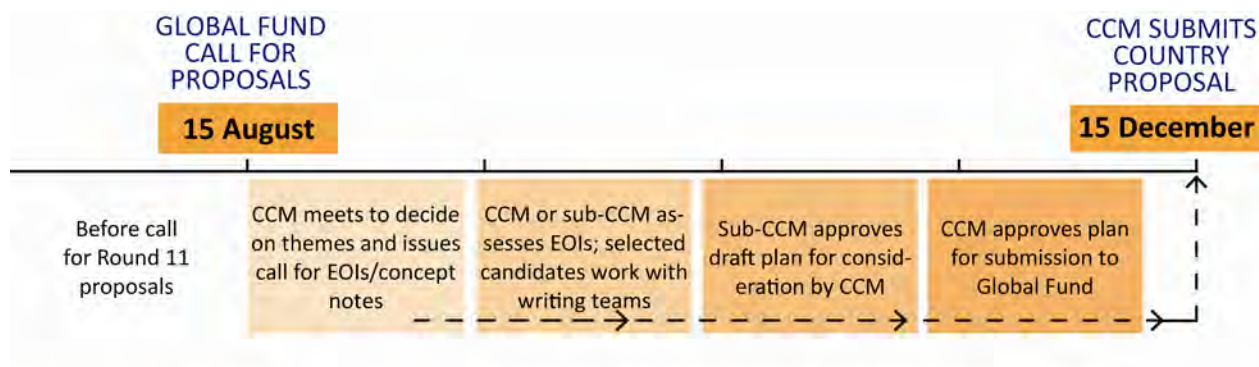 GLOBAL FUND
CALL FOR
PROPOSALS
15 August
CCM SUBMITS
COUNTRY
PROPOSAL
15 December
Before call
for Round 11
proposals
CCM meets to decide
on themes and issues
call for EOIs/concept
notes
CCM or sub-CCM as-
sesses EOIs; selected
candidates work with
writing teams
Sub-CCM approves
draft plan for consid-
eration by CCM
CCM approves plan
for submission to
Global Fund